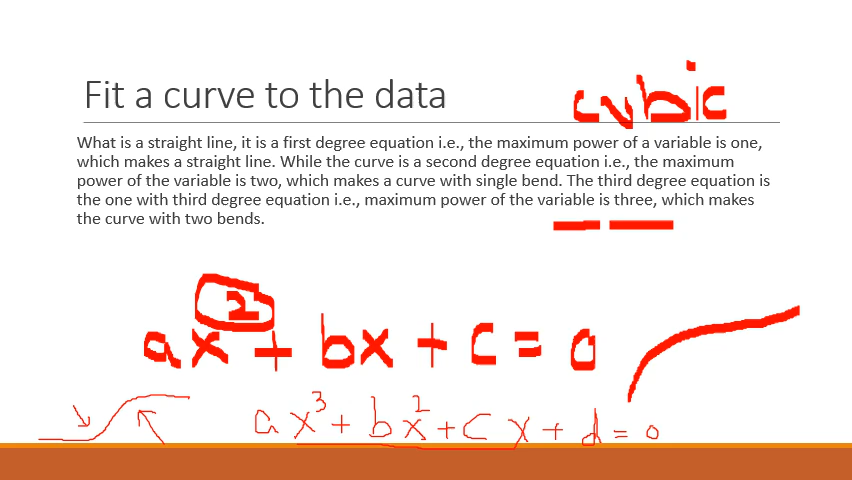 Fit a curve to the data
cubic
What is a straight line, it is a first degree equation i.e., the maximum power of a variable is one,
which makes a straight line. While the curve is a second degree equation i.e., the maximum
power of the variable is two, which makes a curve with single bend. The third degree equation is
the one with third degree equation i.e., maximum power of the variable is three, which makes
the curve with two bends.
ax² + bx + c = 0
ax³ + bx² + cx + d = 0